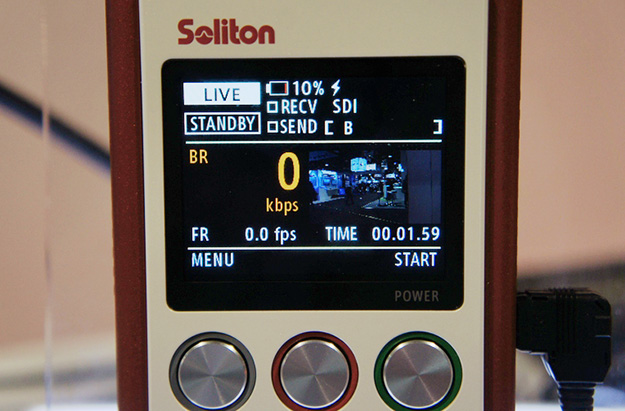 Soliton
LIVE 10%
RECV SDI
STANDBY SEND [ B ]
BR 0
kbps
FR 0.0 fps TIME 00.01.59
MENU START
POWER